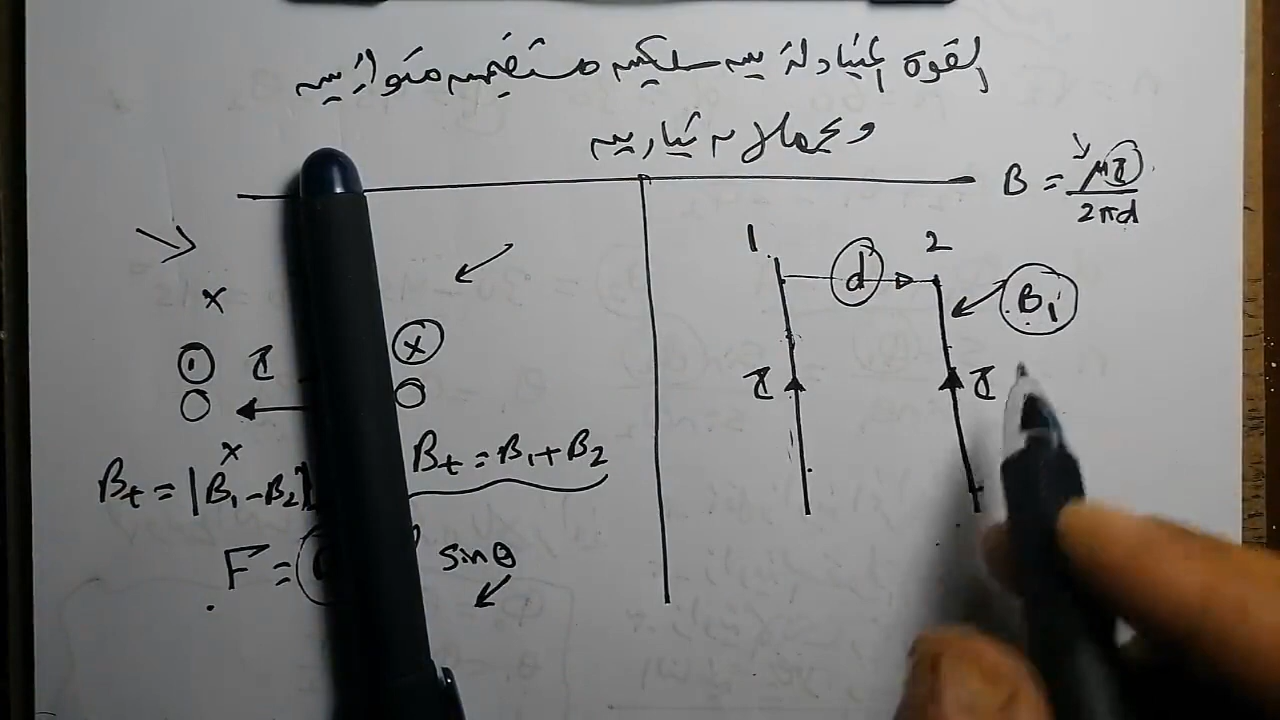 القوة المتبادلة بين سلكين مستقيمين متوازيين
ويحملان تيارين
B = μI / 2πd
1 d 2
B₁
I I
x
I x
x
Bt = |B₁ - B₂|
Bt = B₁ + B₂
F = sinθ